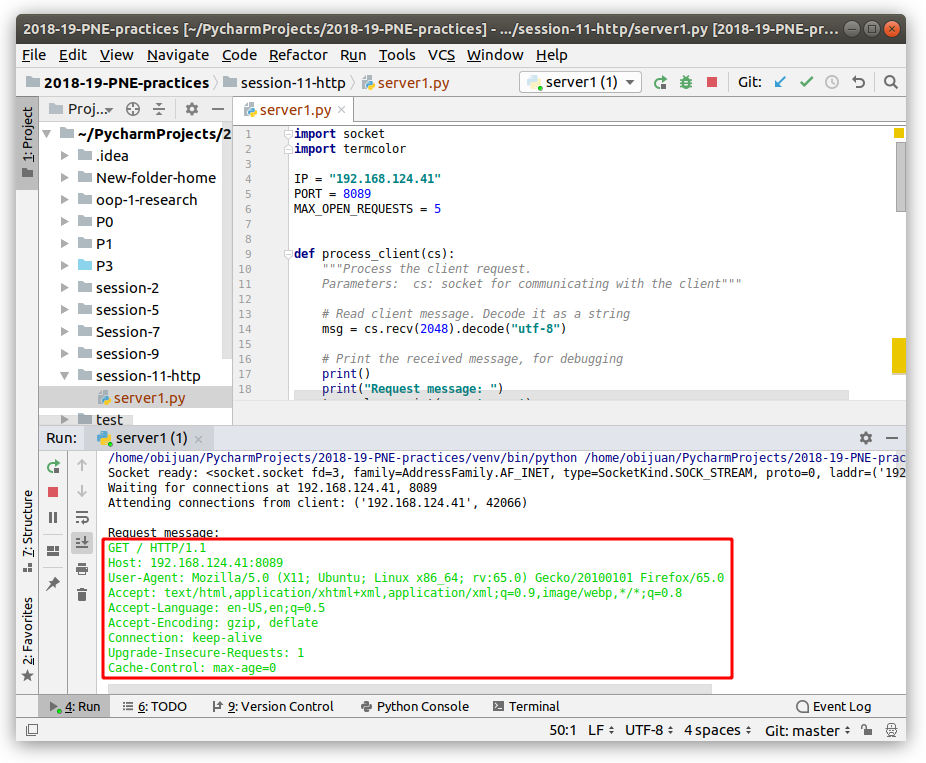 2018-19-PNE-practices [~/PycharmProjects/2018-19-PNE-practices] - .../session-11-http/server1.py [2018-19-PNE-pr...
File Edit View Navigate Code Refactor Run Tools VCS Window Help
2018-19-PNE-practices session-11-http server1.py server1 (1) Git:
1: Project
Proj...
~/PycharmProjects/2
.idea
New-folder-home
oop-1-research
P0
P1
P3
session-2
session-5
Session-7
session-9
session-11-http
server1.py
test
server1.py
1 import socket
2 import termcolor
3
4 IP = "192.168.124.41"
5 PORT = 8089
6 MAX_OPEN_REQUESTS = 5
7
8
9 def process_client(cs):
10 """Process the client request.
11 Parameters:  cs: socket for communicating with the client"""
12
13 # Read client message. Decode it as a string
14 msg = cs.recv(2048).decode("utf-8")
15
16 # Print the received message, for debugging
17 print()
18 print("Request message: ")
Run: server1 (1)
/home/obijuan/PycharmProjects/2018-19-PNE-practices/venv/bin/python /home/obijuan/PycharmProjects/2018-19-PNE-prac
Socket ready: <socket.socket fd=3, family=AddressFamily.AF_INET, type=SocketKind.SOCK_STREAM, proto=0, laddr=('192
Waiting for connections at 192.168.124.41, 8089
Attending connections from client: ('192.168.124.41', 42066)
Request message:
GET / HTTP/1.1
Host: 192.168.124.41:8089
User-Agent: Mozilla/5.0 (X11; Ubuntu; Linux x86_64; rv:65.0) Gecko/20100101 Firefox/65.0
Accept: text/html,application/xhtml+xml,application/xml;q=0.9,image/webp,*/*;q=0.8
Accept-Language: en-US,en;q=0.5
Accept-Encoding: gzip, deflate
Connection: keep-alive
Upgrade-Insecure-Requests: 1
Cache-Control: max-age=0
7: Structure
2: Favorites
4: Run 6: TODO 9: Version Control Python Console Terminal Event Log
50:1 LF UTF-8 4 spaces Git: master